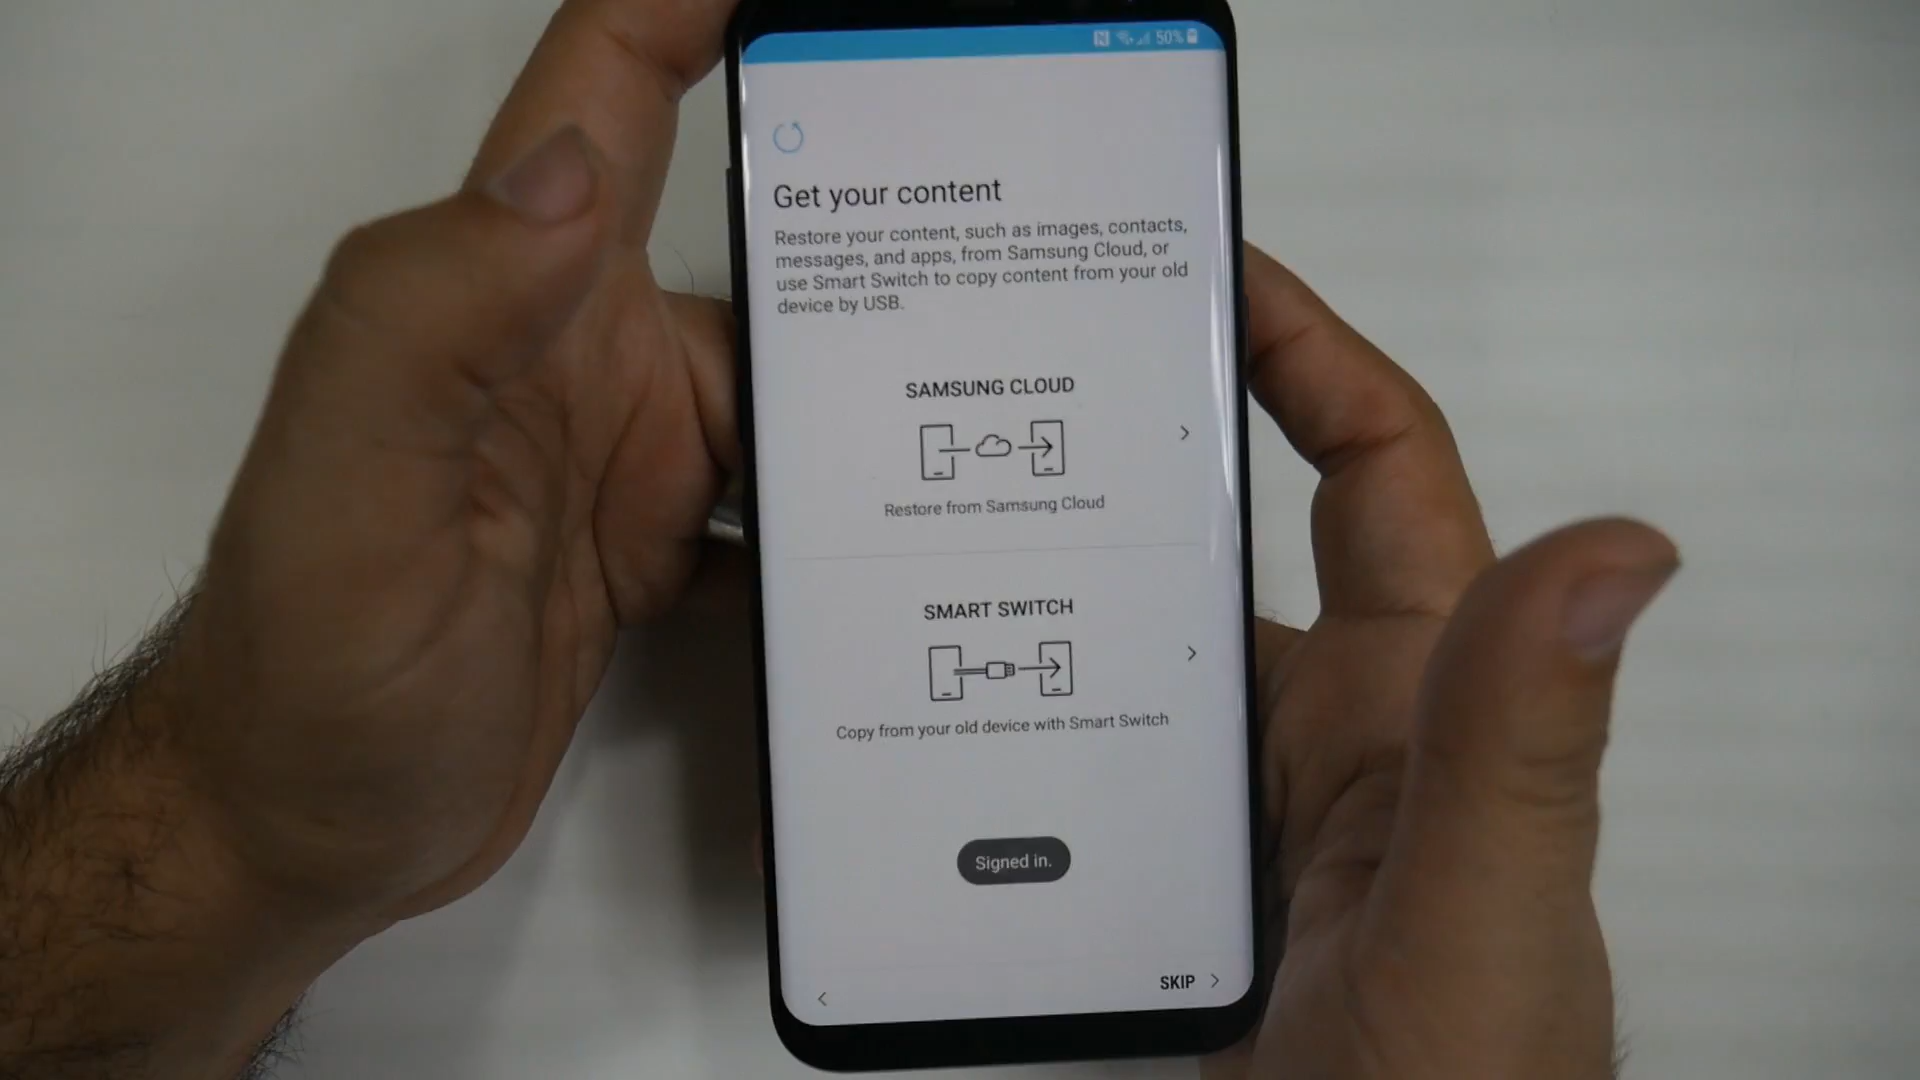 50%
Get your content
Restore your content, such as images, contacts,
messages, and apps, from Samsung Cloud, or
use Smart Switch to copy content from your old
device by USB.
SAMSUNG CLOUD
Restore from Samsung Cloud
SMART SWITCH
Copy from your old device with Smart Switch
Signed in.
SKIP